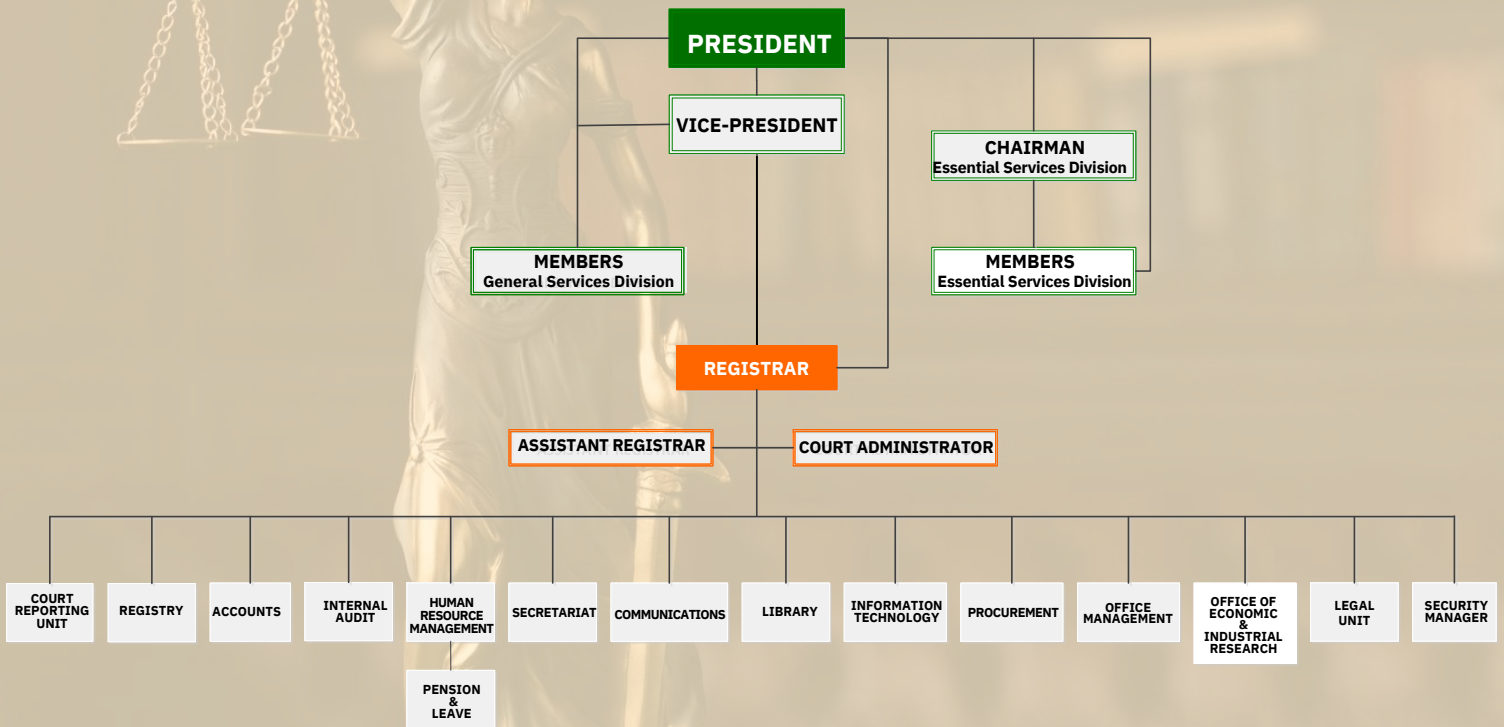 PRESIDENT
VICE-PRESIDENT
CHAIRMAN
Essential Services Division
MEMBERS
General Services Division
MEMBERS
Essential Services Division
REGISTRAR
ASSISTANT REGISTRAR
COURT ADMINISTRATOR
COURT
REPORTING
UNIT
REGISTRY
ACCOUNTS
INTERNAL
AUDIT
HUMAN
RESOURCE
MANAGEMENT
SECRETARIAT
COMMUNICATIONS
LIBRARY
INFORMATION
TECHNOLOGY
PROCUREMENT
OFFICE
MANAGEMENT
OFFICE OF
ECONOMIC
&
INDUSTRIAL
RESEARCH
LEGAL
UNIT
SECURITY
MANAGER
PENSION
&
LEAVE